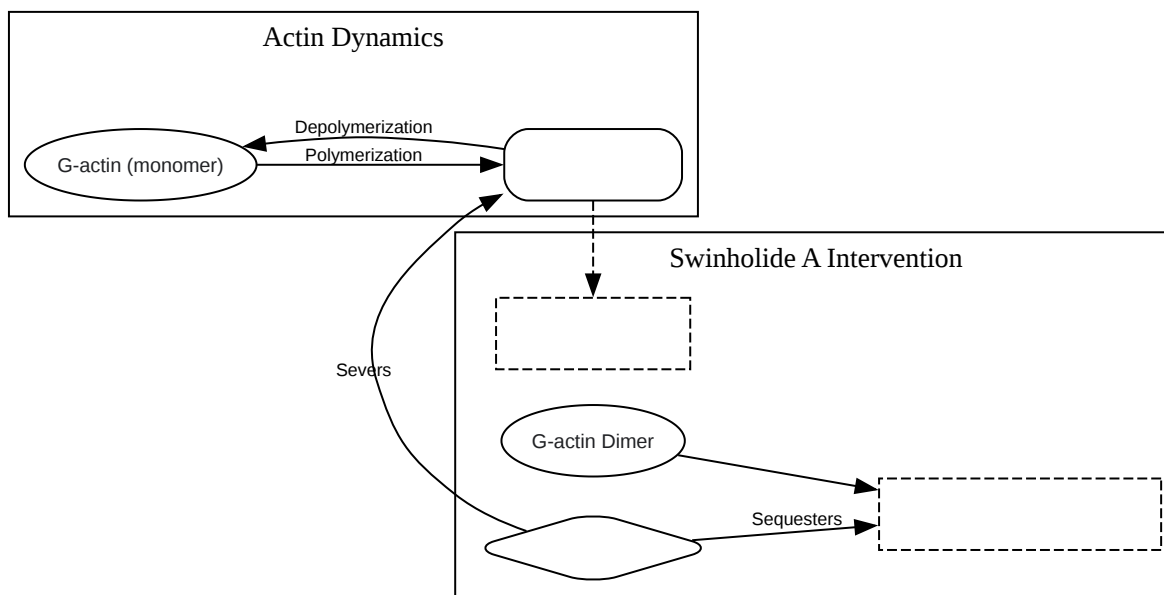 Actin Dynamics
Depolymerization
G-actin (monomer)
Polymerization
Swinholide A Intervention
Severs
G-actin Dimer
Sequesters